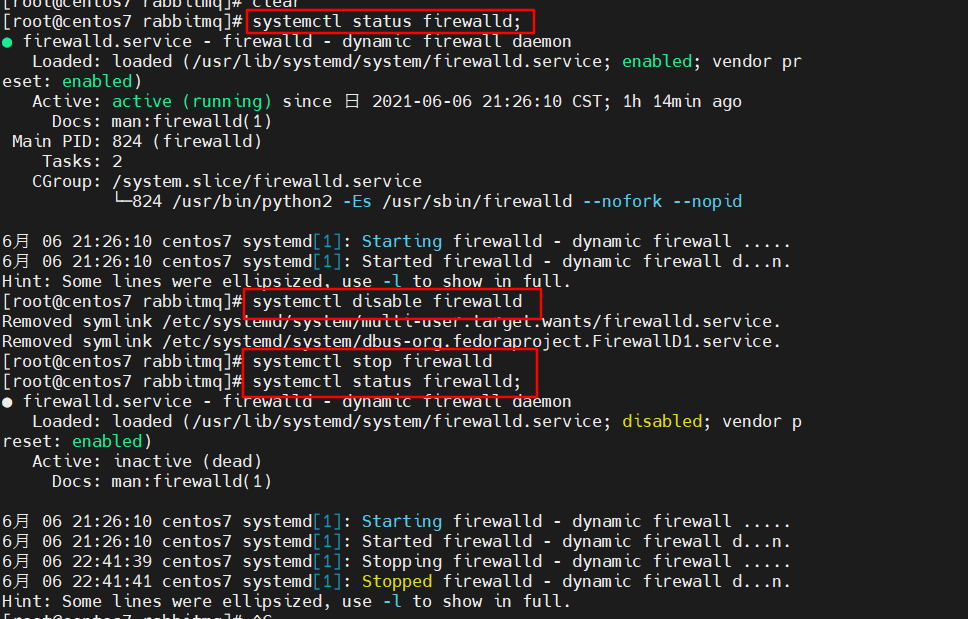 [root@centos7 rabbitmq]# clear
[root@centos7 rabbitmq]# systemctl status firewalld;
● firewalld.service - firewalld - dynamic firewall daemon
   Loaded: loaded (/usr/lib/systemd/system/firewalld.service; enabled; vendor pr
eset: enabled)
   Active: active (running) since 日 2021-06-06 21:26:10 CST; 1h 14min ago
     Docs: man:firewalld(1)
 Main PID: 824 (firewalld)
    Tasks: 2
   CGroup: /system.slice/firewalld.service
           └─824 /usr/bin/python2 -Es /usr/sbin/firewalld --nofork --nopid
6月 06 21:26:10 centos7 systemd[1]: Starting firewalld - dynamic firewall .....
6月 06 21:26:10 centos7 systemd[1]: Started firewalld - dynamic firewall d...n.
Hint: Some lines were ellipsized, use -l to show in full.
[root@centos7 rabbitmq]# systemctl disable firewalld
Removed symlink /etc/systemd/system/multi-user.target.wants/firewalld.service.
Removed symlink /etc/systemd/system/dbus-org.fedoraproject.FirewallD1.service.
[root@centos7 rabbitmq]# systemctl stop firewalld
[root@centos7 rabbitmq]# systemctl status firewalld;
● firewalld.service - firewalld - dynamic firewall daemon
   Loaded: loaded (/usr/lib/systemd/system/firewalld.service; disabled; vendor p
reset: enabled)
   Active: inactive (dead)
     Docs: man:firewalld(1)
6月 06 21:26:10 centos7 systemd[1]: Starting firewalld - dynamic firewall .....
6月 06 21:26:10 centos7 systemd[1]: Started firewalld - dynamic firewall d...n.
6月 06 22:41:39 centos7 systemd[1]: Stopping firewalld - dynamic firewall .....
6月 06 22:41:41 centos7 systemd[1]: Stopped firewalld - dynamic firewall d...n.
Hint: Some lines were ellipsized, use -l to show in full.
[root@centos7 rabbitmq]# ^C